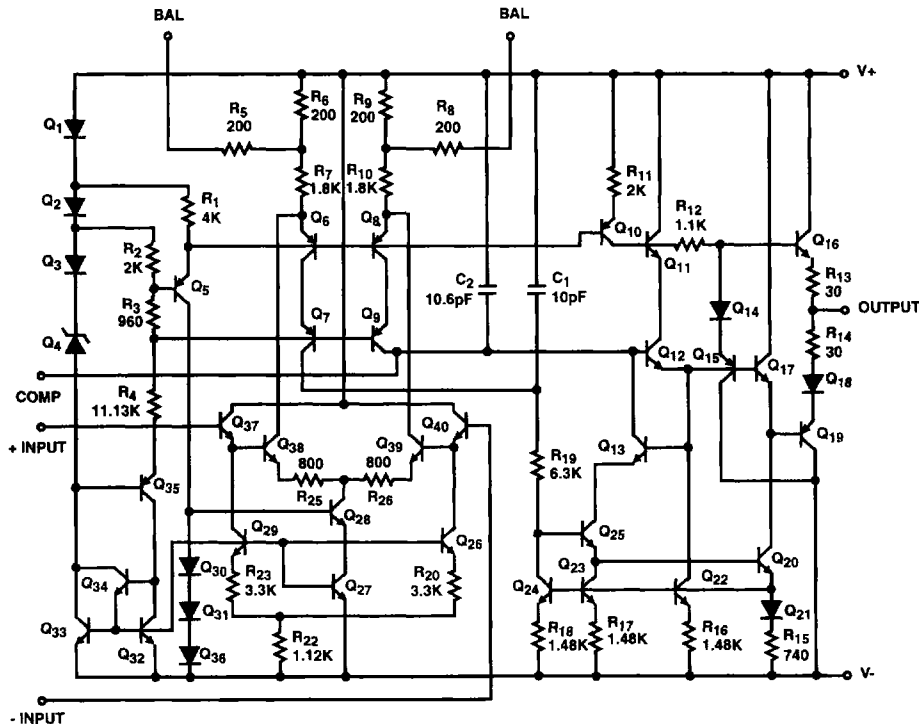 BAL
BAL
V+
R5
200
R6
200
R9
200
R8
200
Q1
Q2
Q3
Q4
R1
4K
R2
2K
R3
960
Q5
R7
1.8K
R10
1.8K
Q6
Q8
Q7
Q9
R11
2K
Q10
R12
1.1K
Q11
Q16
R13
30
OUTPUT
R14
30
C2
10.6pF
C1
10pF
Q14
Q12
Q15
Q17
Q18
Q19
COMP
R4
11.13K
+ INPUT
Q37
Q38
Q39
Q40
800
800
R25
R26
R19
6.3K
Q13
Q35
Q28
Q29
Q26
Q25
Q20
Q34
Q30
R23
3.3K
Q27
R20
3.3K
Q24
Q23
Q22
Q21
Q33
Q32
Q31
Q36
R22
1.12K
R18
1.48K
R17
1.48K
R16
1.48K
R15
740
V-
- INPUT